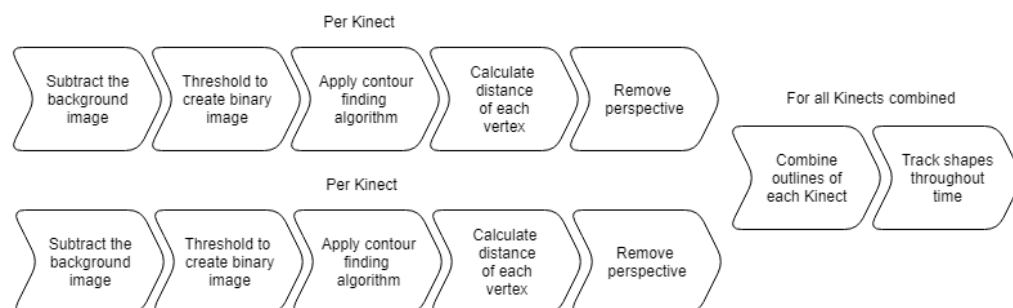 Per Kinect
Subtract the
background
image
Threshold to
create binary
image
Apply contour
finding
algorithm
Calculate
distance
of each
vertex
Remove
perspective
Per Kinect
Subtract the
background
image
Threshold to
create binary
image
Apply contour
finding
algorithm
Calculate
distance
of each
vertex
Remove
perspective
For all Kinects combined
Combine
outlines of
each Kinect
Track shapes
throughout
time